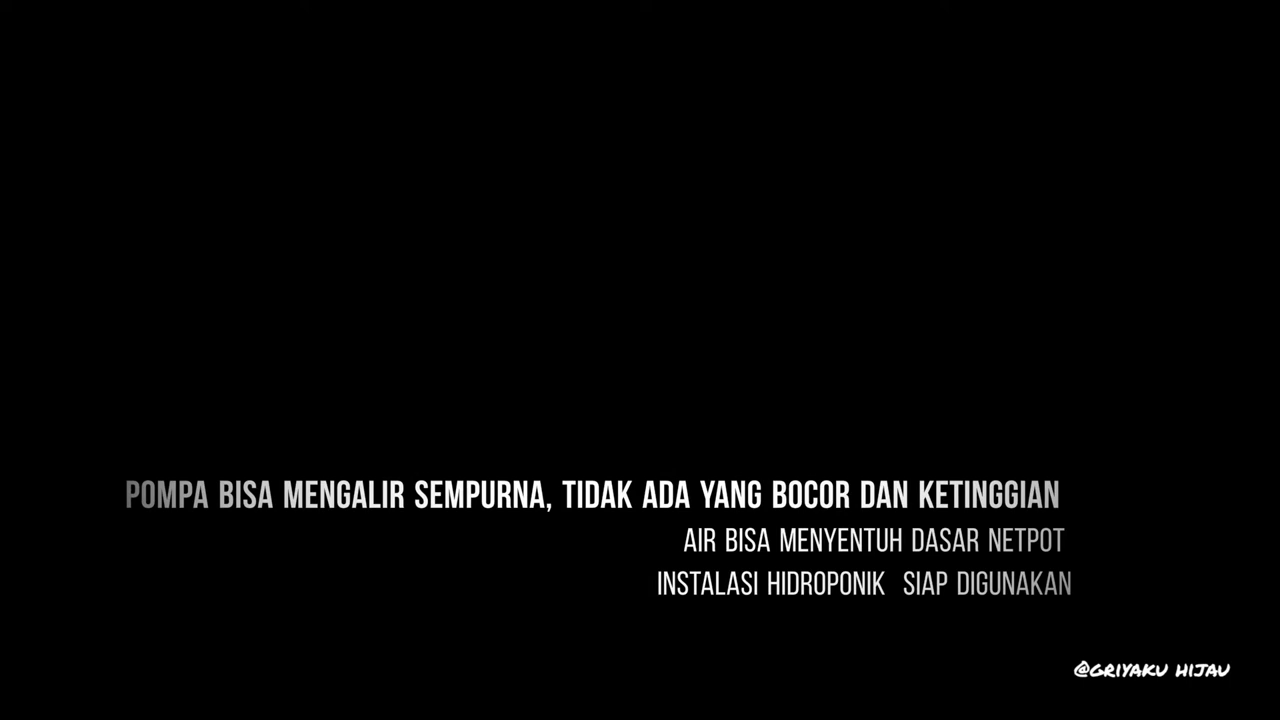 POMPA BISA MENGALIR SEMPURNA, TIDAK ADA YANG BOCOR DAN KETINGGIAN
AIR BISA MENYENTUH DASAR NETPOT
INSTALASI HIDROPONIK SIAP DIGUNAKAN
@GRIYAKU HIJAU